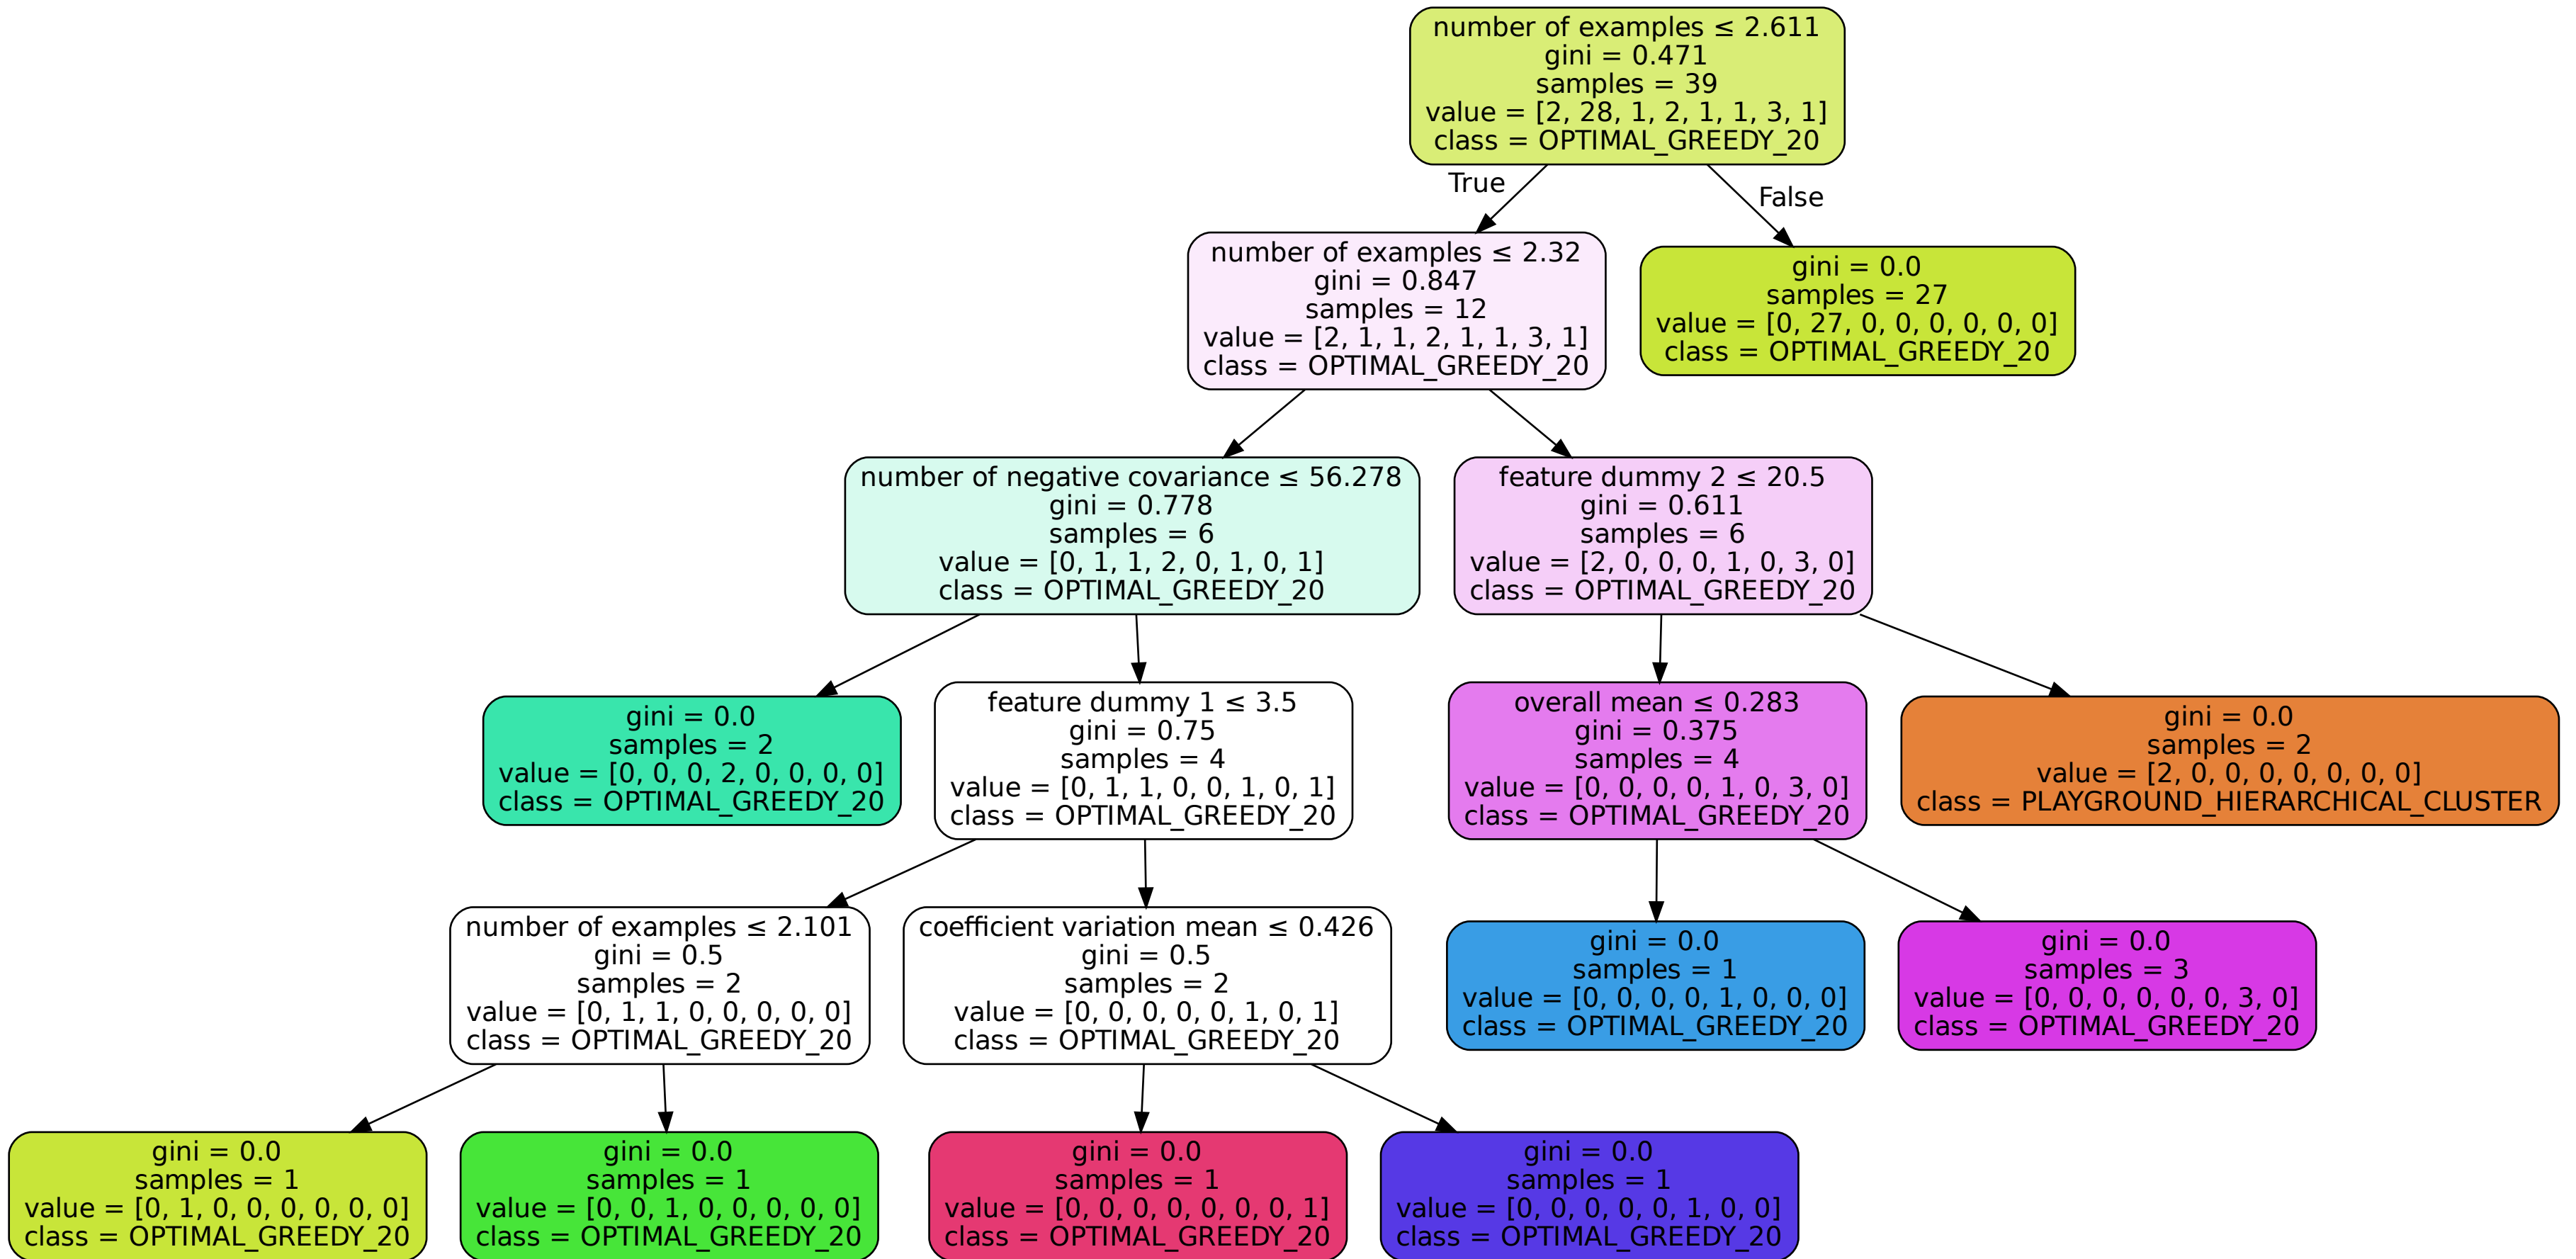 number of examples ≤ 2.611
gini = 0.471
samples = 39
value = [2, 28, 1, 2, 1, 1, 3, 1]
class = OPTIMAL_GREEDY_20
True
False
number of examples ≤ 2.32
gini = 0.847
samples = 12
value = [2, 1, 1, 2, 1, 1, 3, 1]
class = OPTIMAL_GREEDY_20
gini = 0.0
samples = 27
value = [0, 27, 0, 0, 0, 0, 0, 0]
class = OPTIMAL_GREEDY_20
number of negative covariance ≤ 56.278
gini = 0.778
samples = 6
value = [0, 1, 1, 2, 0, 1, 0, 1]
class = OPTIMAL_GREEDY_20
feature dummy 2 ≤ 20.5
gini = 0.611
samples = 6
value = [2, 0, 0, 0, 1, 0, 3, 0]
class = OPTIMAL_GREEDY_20
gini = 0.0
samples = 2
value = [0, 0, 0, 2, 0, 0, 0, 0]
class = OPTIMAL_GREEDY_20
feature dummy 1 ≤ 3.5
gini = 0.75
samples = 4
value = [0, 1, 1, 0, 0, 1, 0, 1]
class = OPTIMAL_GREEDY_20
overall mean ≤ 0.283
gini = 0.375
samples = 4
value = [0, 0, 0, 0, 1, 0, 3, 0]
class = OPTIMAL_GREEDY_20
gini = 0.0
samples = 2
value = [2, 0, 0, 0, 0, 0, 0, 0]
class = PLAYGROUND_HIERARCHICAL_CLUSTER
number of examples ≤ 2.101
gini = 0.5
samples = 2
value = [0, 1, 1, 0, 0, 0, 0, 0]
class = OPTIMAL_GREEDY_20
coefficient variation mean ≤ 0.426
gini = 0.5
samples = 2
value = [0, 0, 0, 0, 0, 1, 0, 1]
class = OPTIMAL_GREEDY_20
gini = 0.0
samples = 1
value = [0, 0, 0, 0, 1, 0, 0, 0]
class = OPTIMAL_GREEDY_20
gini = 0.0
samples = 3
value = [0, 0, 0, 0, 0, 0, 3, 0]
class = OPTIMAL_GREEDY_20
gini = 0.0
samples = 1
value = [0, 1, 0, 0, 0, 0, 0, 0]
class = OPTIMAL_GREEDY_20
gini = 0.0
samples = 1
value = [0, 0, 1, 0, 0, 0, 0, 0]
class = OPTIMAL_GREEDY_20
gini = 0.0
samples = 1
value = [0, 0, 0, 0, 0, 0, 0, 1]
class = OPTIMAL_GREEDY_20
gini = 0.0
samples = 1
value = [0, 0, 0, 0, 0, 1, 0, 0]
class = OPTIMAL_GREEDY_20